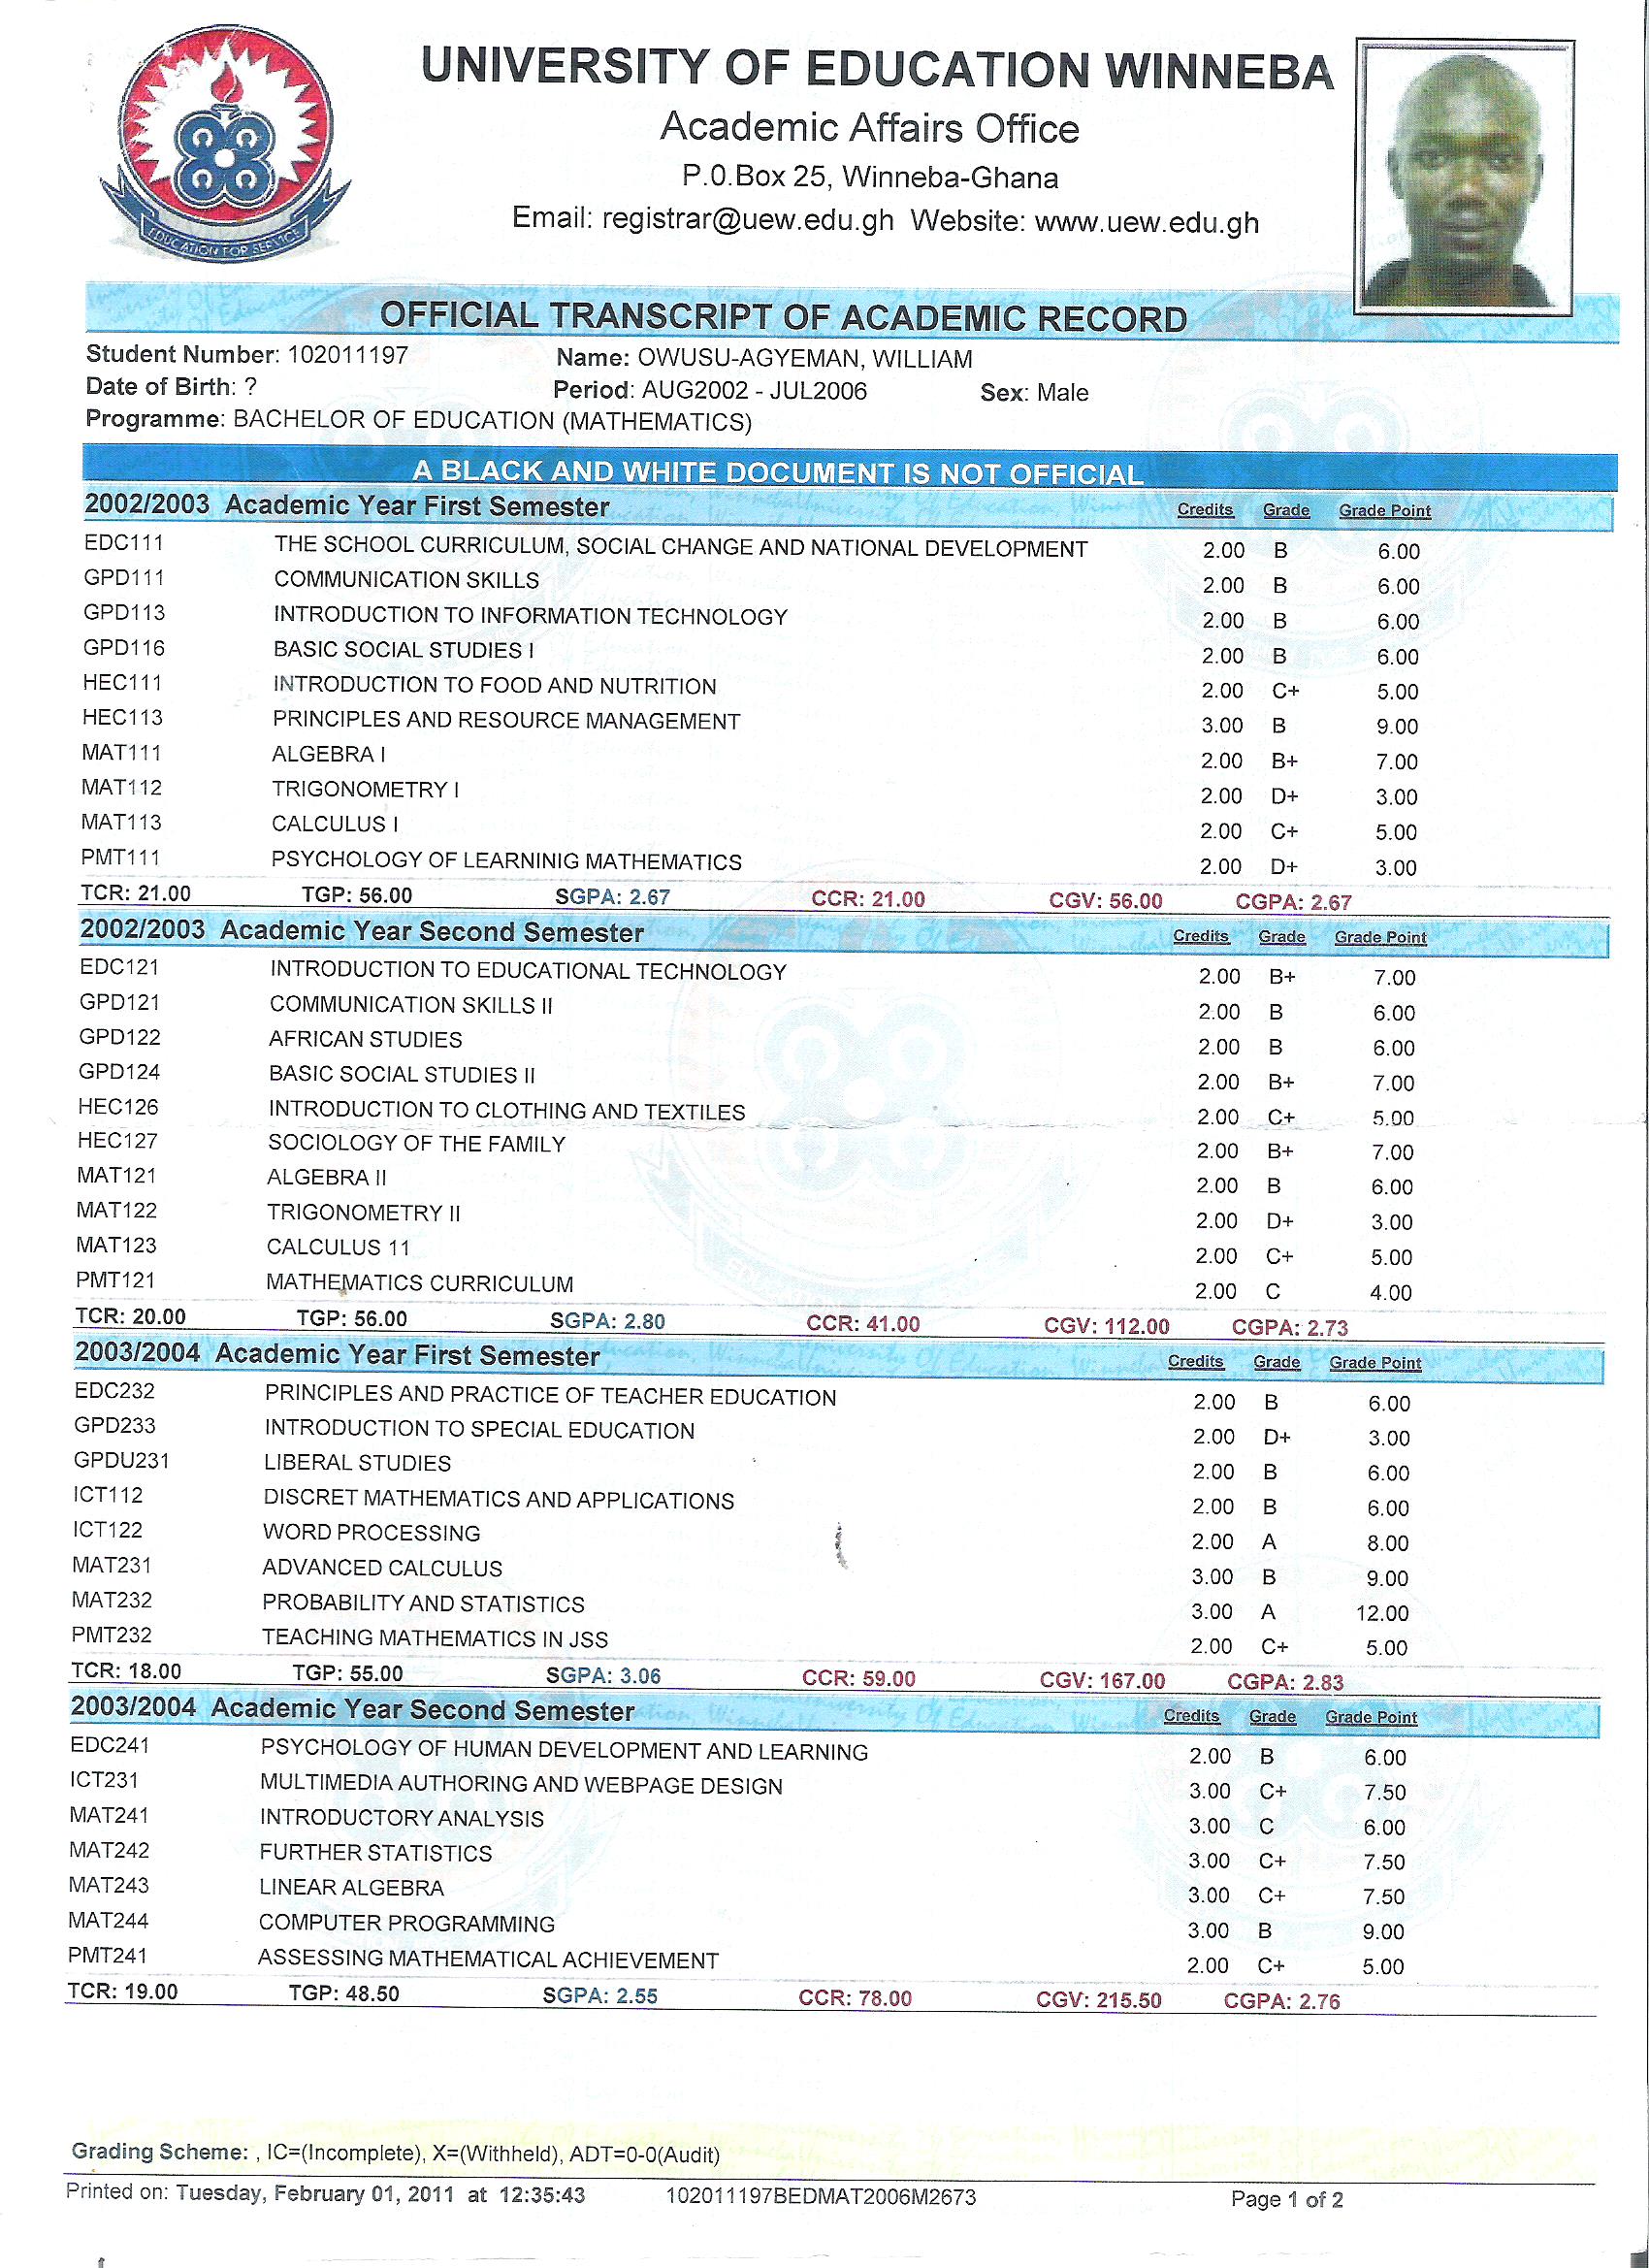 UNIVERSITY OF EDUCATION WINNEBA
Academic Affairs Office
P.O.Box 25, Winneba-Ghana
Email: registrar@uew.edu.gh Website: www.uew.edu.gh
EDUCATION FOR SERVICE
OFFICIAL TRANSCRIPT OF ACADEMIC RECORD
Student Number: 102011197 Name: OWUSU-AGYEMAN, WILLIAM
Date of Birth: ? Period: AUG2002 - JUL2006 Sex: Male
Programme: BACHELOR OF EDUCATION (MATHEMATICS)
A BLACK AND WHITE DOCUMENT IS NOT OFFICIAL
2002/2003 Academic Year First Semester Credits Grade Grade Point
EDC111 THE SCHOOL CURRICULUM, SOCIAL CHANGE AND NATIONAL DEVELOPMENT 2.00 B 6.00
GPD111 COMMUNICATION SKILLS 2.00 B 6.00
GPD113 INTRODUCTION TO INFORMATION TECHNOLOGY 2.00 B 6.00
GPD116 BASIC SOCIAL STUDIES I 2.00 B 6.00
HEC111 INTRODUCTION TO FOOD AND NUTRITION 2.00 C+ 5.00
HEC113 PRINCIPLES AND RESOURCE MANAGEMENT 3.00 B 9.00
MAT111 ALGEBRA I 2.00 B+ 7.00
MAT112 TRIGONOMETRY I 2.00 D+ 3.00
MAT113 CALCULUS I 2.00 C+ 5.00
PMT111 PSYCHOLOGY OF LEARNINIG MATHEMATICS 2.00 D+ 3.00
TCR: 21.00 TGP: 56.00 SGPA: 2.67 CCR: 21.00 CGV: 56.00 CGPA: 2.67
2002/2003 Academic Year Second Semester Credits Grade Grade Point
EDC121 INTRODUCTION TO EDUCATIONAL TECHNOLOGY 2.00 B+ 7.00
GPD121 COMMUNICATION SKILLS II 2.00 B 6.00
GPD122 AFRICAN STUDIES 2.00 B 6.00
GPD124 BASIC SOCIAL STUDIES II 2.00 B+ 7.00
HEC126 INTRODUCTION TO CLOTHING AND TEXTILES 2.00 C+ 5.00
HEC127 SOCIOLOGY OF THE FAMILY 2.00 B+ 7.00
MAT121 ALGEBRA II 2.00 B 6.00
MAT122 TRIGONOMETRY II 2.00 D+ 3.00
MAT123 CALCULUS 11 2.00 C+ 5.00
PMT121 MATHEMATICS CURRICULUM 2.00 C 4.00
TCR: 20.00 TGP: 56.00 SGPA: 2.80 CCR: 41.00 CGV: 112.00 CGPA: 2.73
2003/2004 Academic Year First Semester Credits Grade Grade Point
EDC232 PRINCIPLES AND PRACTICE OF TEACHER EDUCATION 2.00 B 6.00
GPD233 INTRODUCTION TO SPECIAL EDUCATION 2.00 D+ 3.00
GPDU231 LIBERAL STUDIES 2.00 B 6.00
ICT112 DISCRET MATHEMATICS AND APPLICATIONS 2.00 B 6.00
ICT122 WORD PROCESSING 2.00 A 8.00
MAT231 ADVANCED CALCULUS 3.00 B 9.00
MAT232 PROBABILITY AND STATISTICS 3.00 A 12.00
PMT232 TEACHING MATHEMATICS IN JSS 2.00 C+ 5.00
TCR: 18.00 TGP: 55.00 SGPA: 3.06 CCR: 59.00 CGV: 167.00 CGPA: 2.83
2003/2004 Academic Year Second Semester Credits Grade Grade Point
EDC241 PSYCHOLOGY OF HUMAN DEVELOPMENT AND LEARNING 2.00 B 6.00
ICT231 MULTIMEDIA AUTHORING AND WEBPAGE DESIGN 3.00 C+ 7.50
MAT241 INTRODUCTORY ANALYSIS 3.00 C 6.00
MAT242 FURTHER STATISTICS 3.00 C+ 7.50
MAT243 LINEAR ALGEBRA 3.00 C+ 7.50
MAT244 COMPUTER PROGRAMMING 3.00 B 9.00
PMT241 ASSESSING MATHEMATICAL ACHIEVEMENT 2.00 C+ 5.00
TCR: 19.00 TGP: 48.50 SGPA: 2.55 CCR: 78.00 CGV: 215.50 CGPA: 2.76
Grading Scheme: , IC=(Incomplete), X=(Withheld), ADT=0-0(Audit)
Printed on: Tuesday, February 01, 2011 at 12:35:43 102011197BEDMAT2006M2673 Page 1 of 2